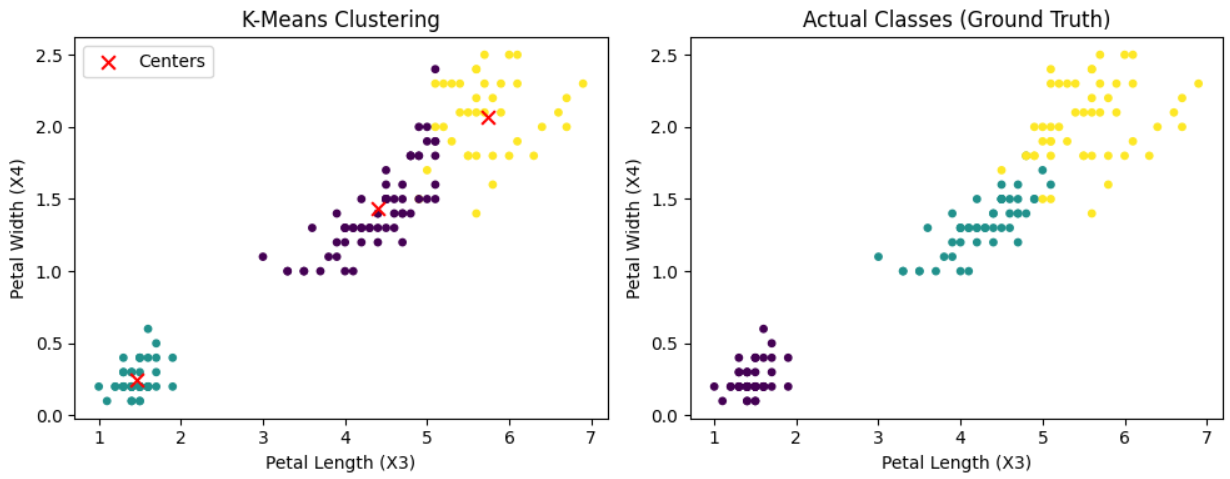 K-Means Clustering
Centers
2.5
2.0
1.5
1.0
0.5
0.0
Petal Width (X4)
1 2 3 4 5 6 7
Petal Length (X3)
Actual Classes (Ground Truth)
2.5
2.0
1.5
1.0
0.5
0.0
Petal Width (X4)
1 2 3 4 5 6 7
Petal Length (X3)